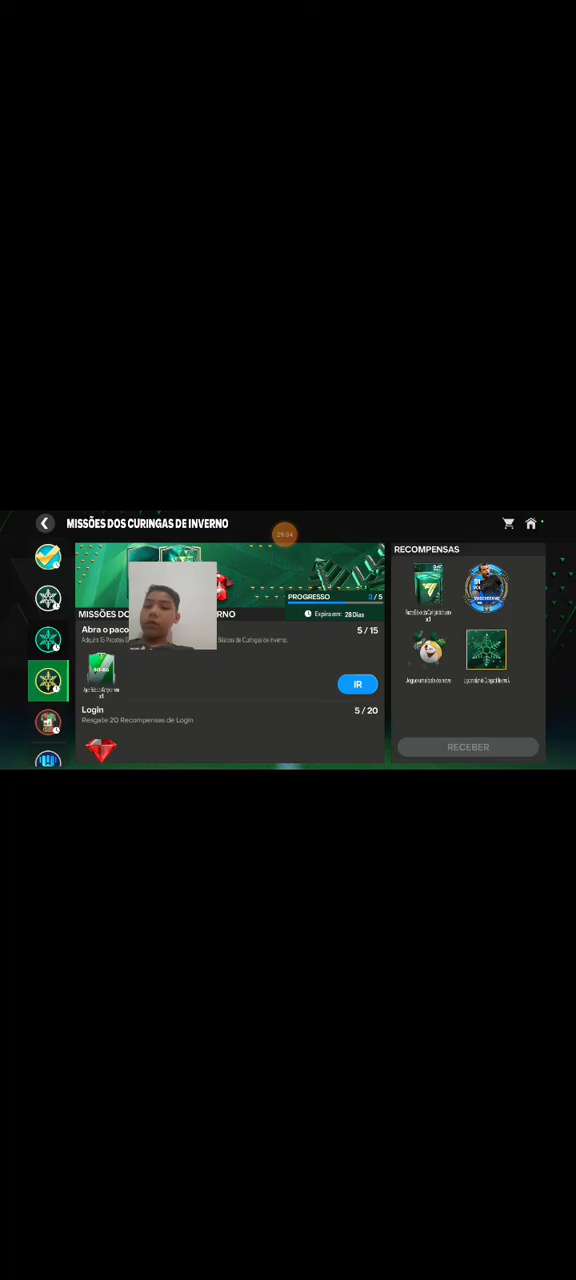 MISSÕES DOS CURINGAS DE INVERNO
29:04
RECOMPENSAS
PROGRESSO 3/5
Expira em: 28 Dias
MISSÕES DO
RNO
Abra o paco
5 / 15
Adquira 15 Pacotes
Básicos de Curingas de Inverno.
IR
Login
5 / 20
Resgate 20 Recompensas de Login
91
RECEBER